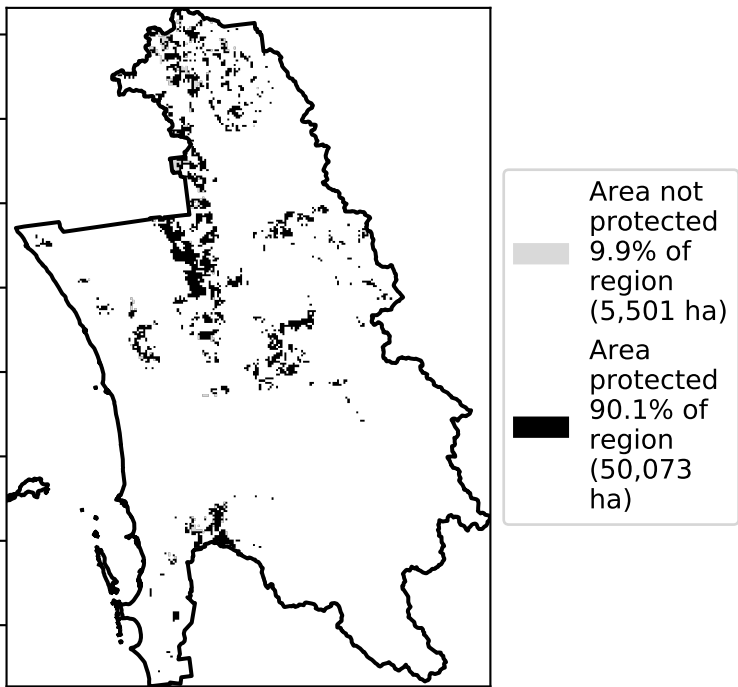 Area not
protected
9.9% of
region
(5,501 ha)
Area
protected
90.1% of
region
(50,073
ha)